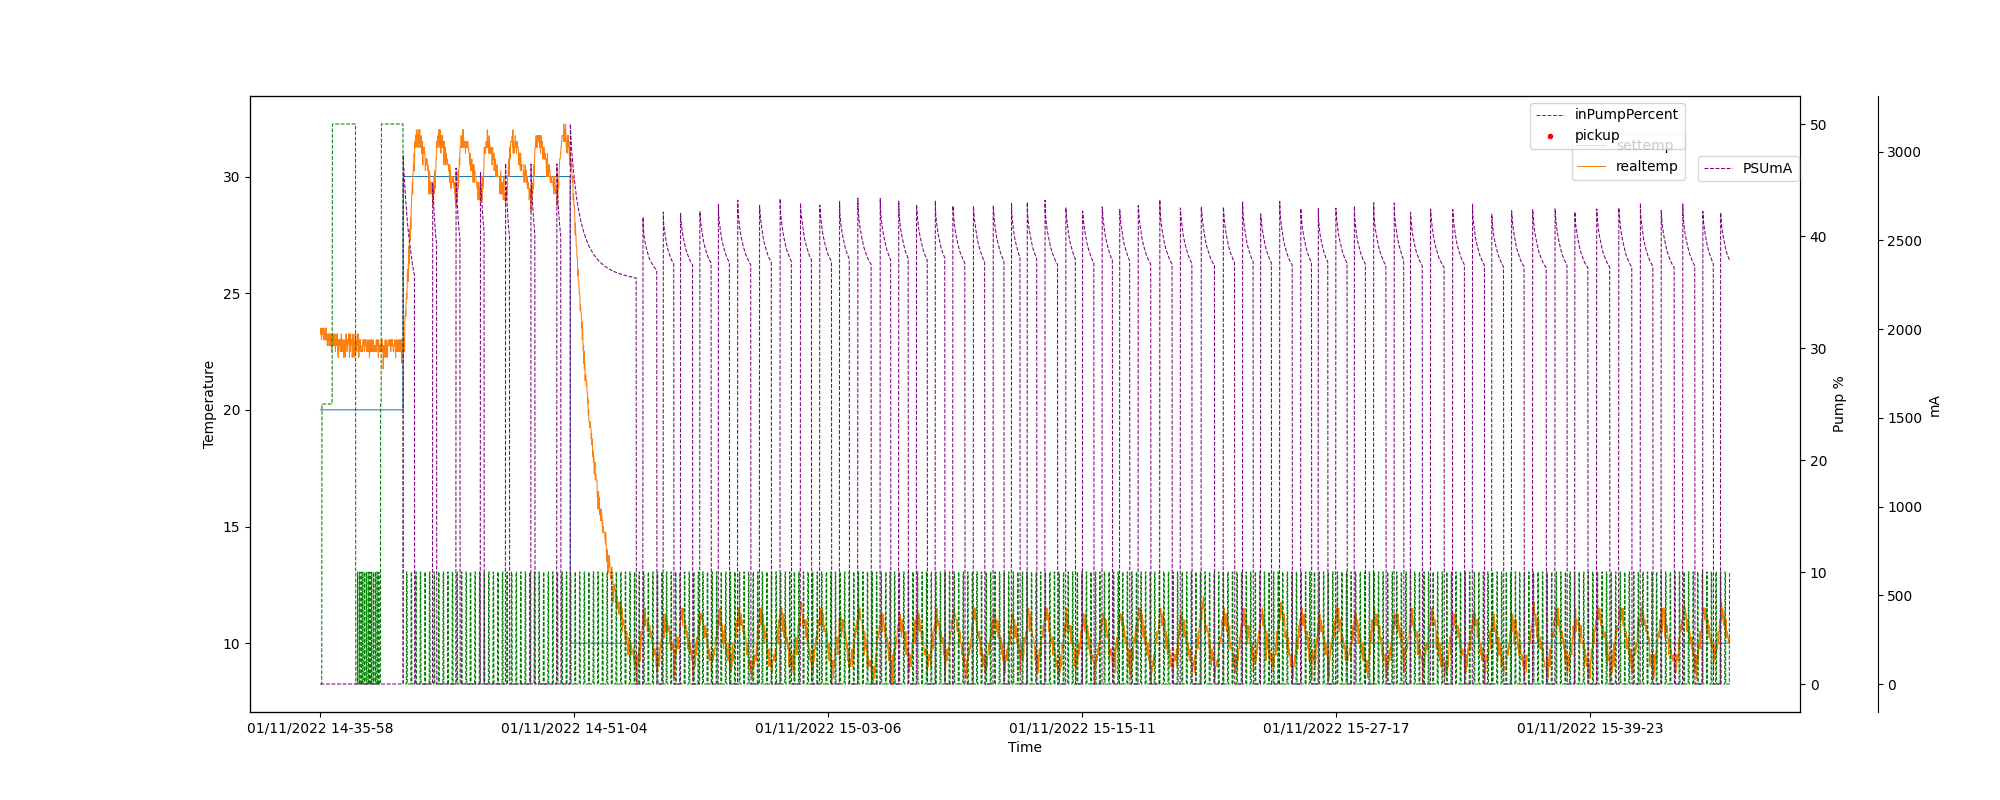 inPumpPercent
pickup
settemp
realtemp
PSUmA
30
25
20
15
10
Temperature
50
40
30
20
10
0
Pump %
3000
2500
2000
1500
1000
500
0
mA
01/11/2022 14-35-58
01/11/2022 14-51-04
01/11/2022 15-03-06
01/11/2022 15-15-11
01/11/2022 15-27-17
01/11/2022 15-39-23
Time